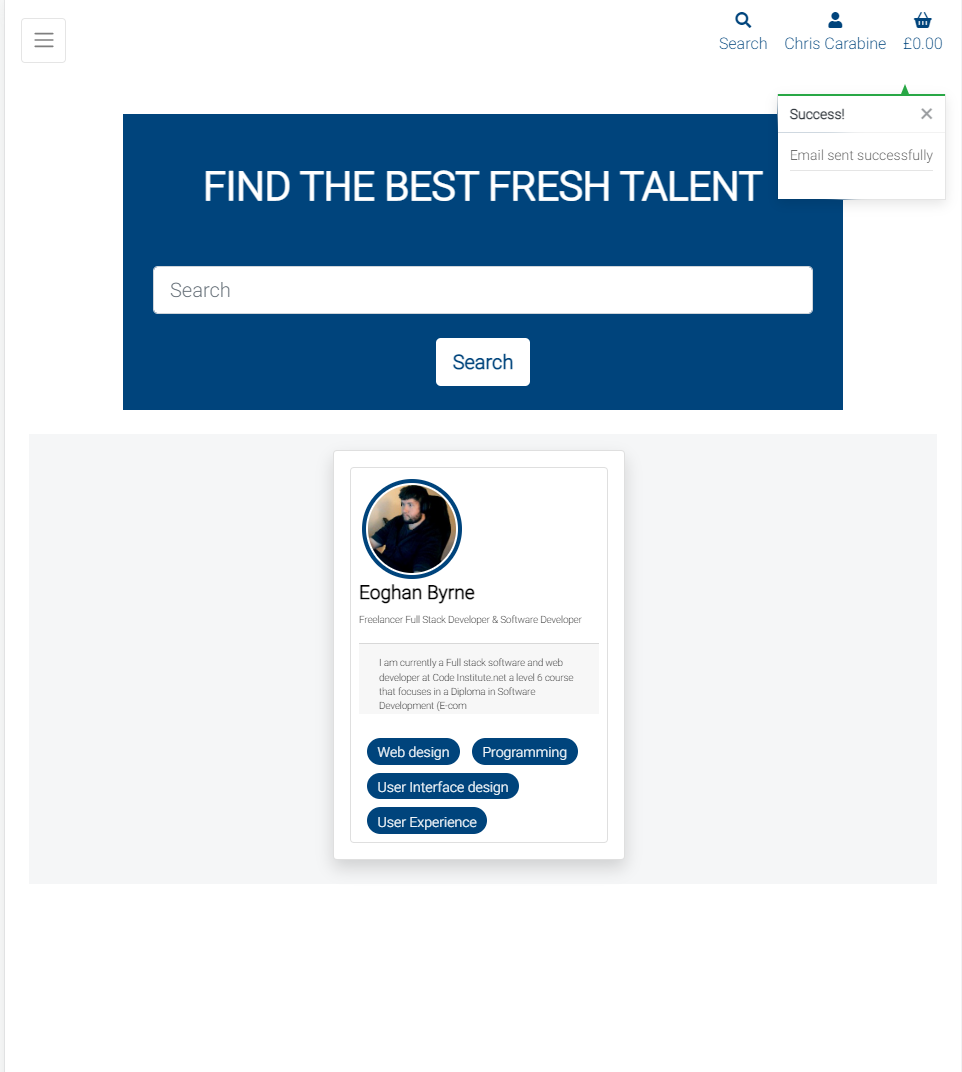 Search
Chris Carabine
£0.00
Success!
×
Email sent successfully
FIND THE BEST FRESH TALENT
Search
Search
Eoghan Byrne
Freelancer Full Stack Developer & Software Developer
I am currently a Full stack software and web
developer at Code Institute.net a level 6 course
that focuses in a Diploma in Software
Development (E-com
Web design
Programming
User Interface design
User Experience